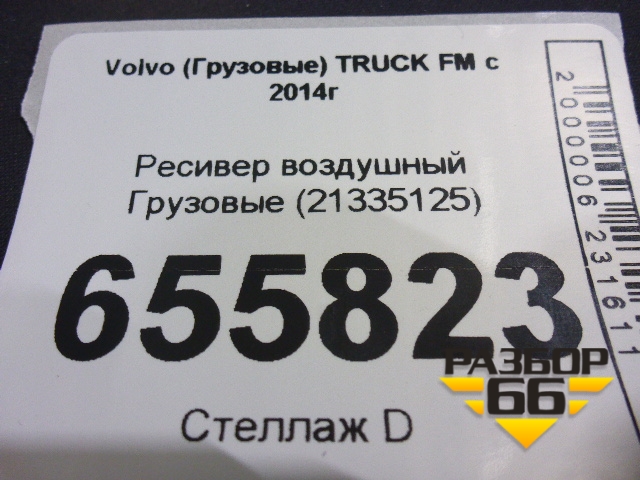 Volvo (Грузовые) TRUCK FM с
2014г
Ресивер воздушный
Грузовые (21335125)
655823
Стеллаж D
2000006231611
РАЗБОР
66